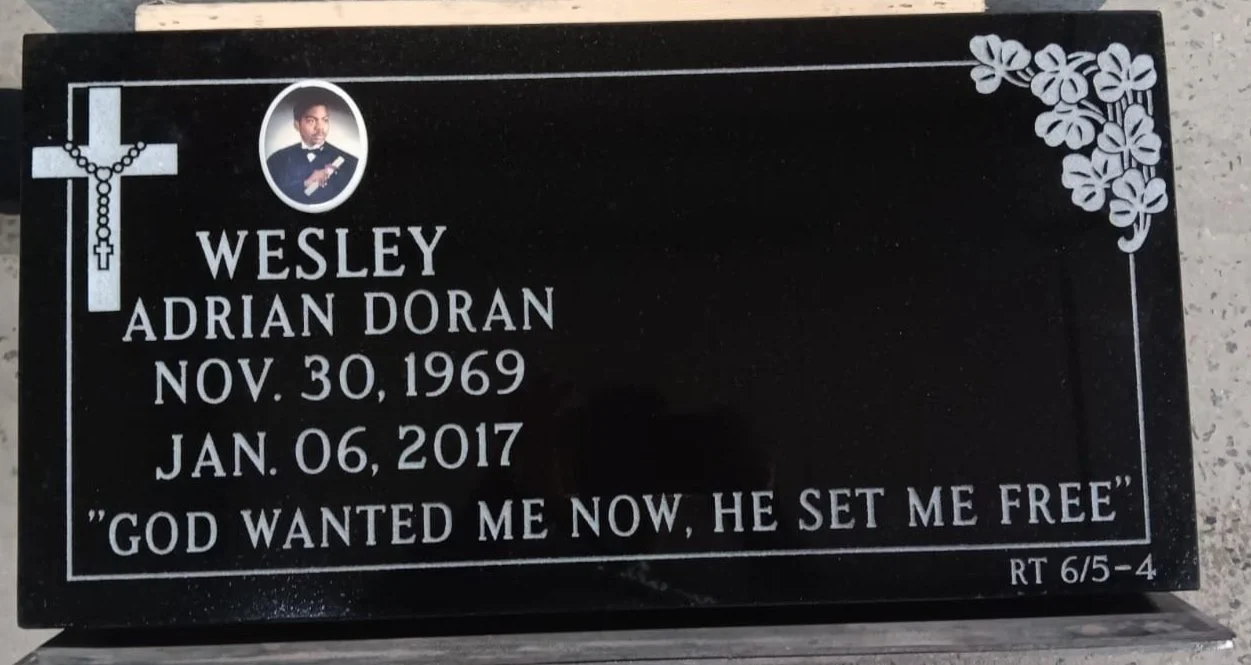 WESLEY
ADRIAN DORAN
NOV. 30, 1969
JAN. 06, 2017
"GOD WANTED ME NOW, HE SET ME FREE"
RT 6/5-4